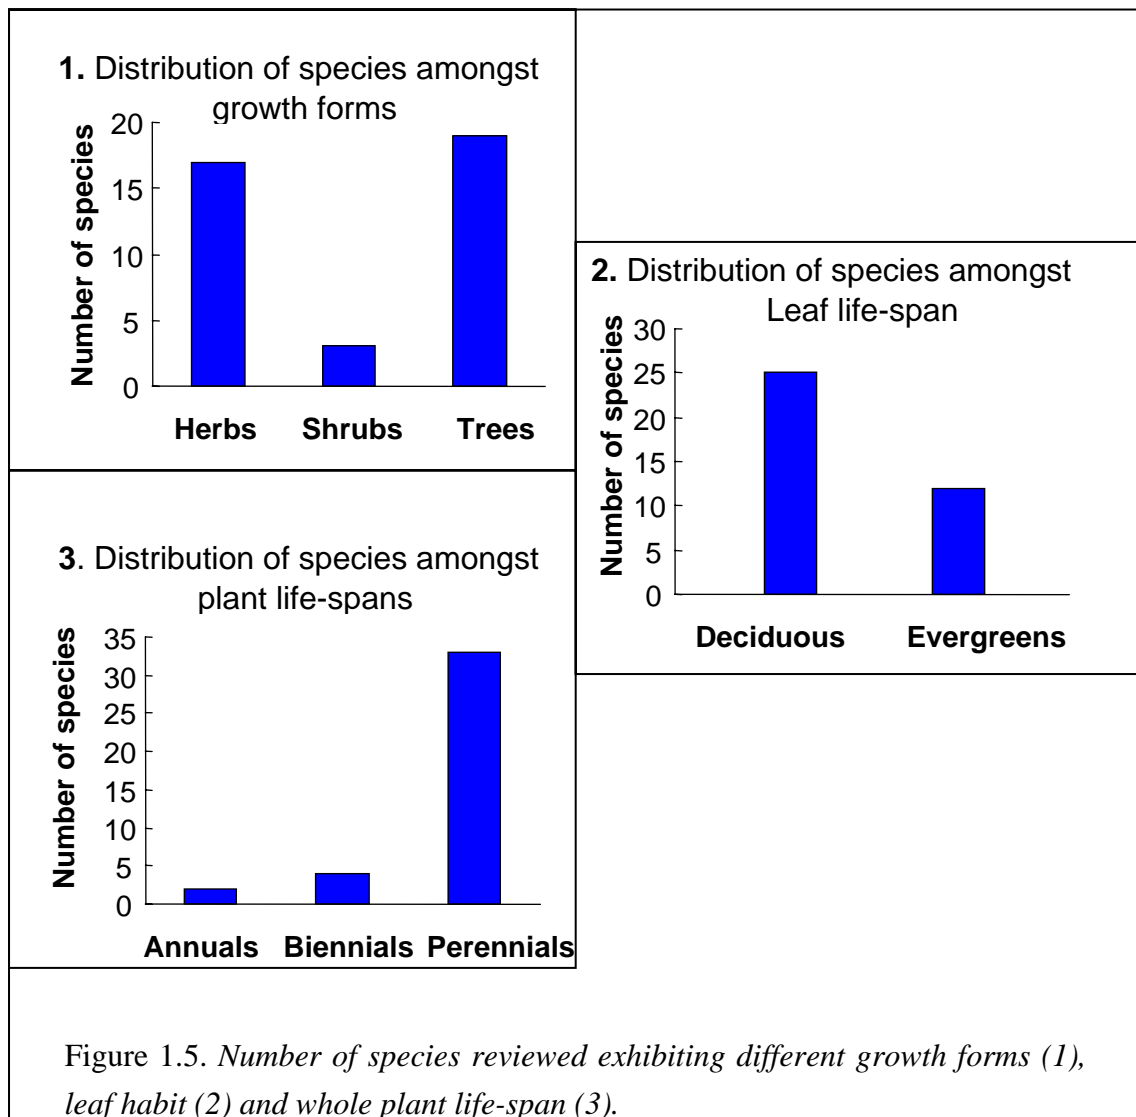 1. Distribution of species amongst
growth forms
Number of species
20
15
10
5
0
Herbs Shrubs Trees
2. Distribution of species amongst
Leaf life-span
Number of species
30
25
20
15
10
5
0
Deciduous Evergreens
3. Distribution of species amongst
plant life-spans
Number of species
35
30
25
20
15
10
5
0
Annuals Biennials Perennials
Figure 1.5. Number of species reviewed exhibiting different growth forms (1),
leaf habit (2) and whole plant life-span (3).